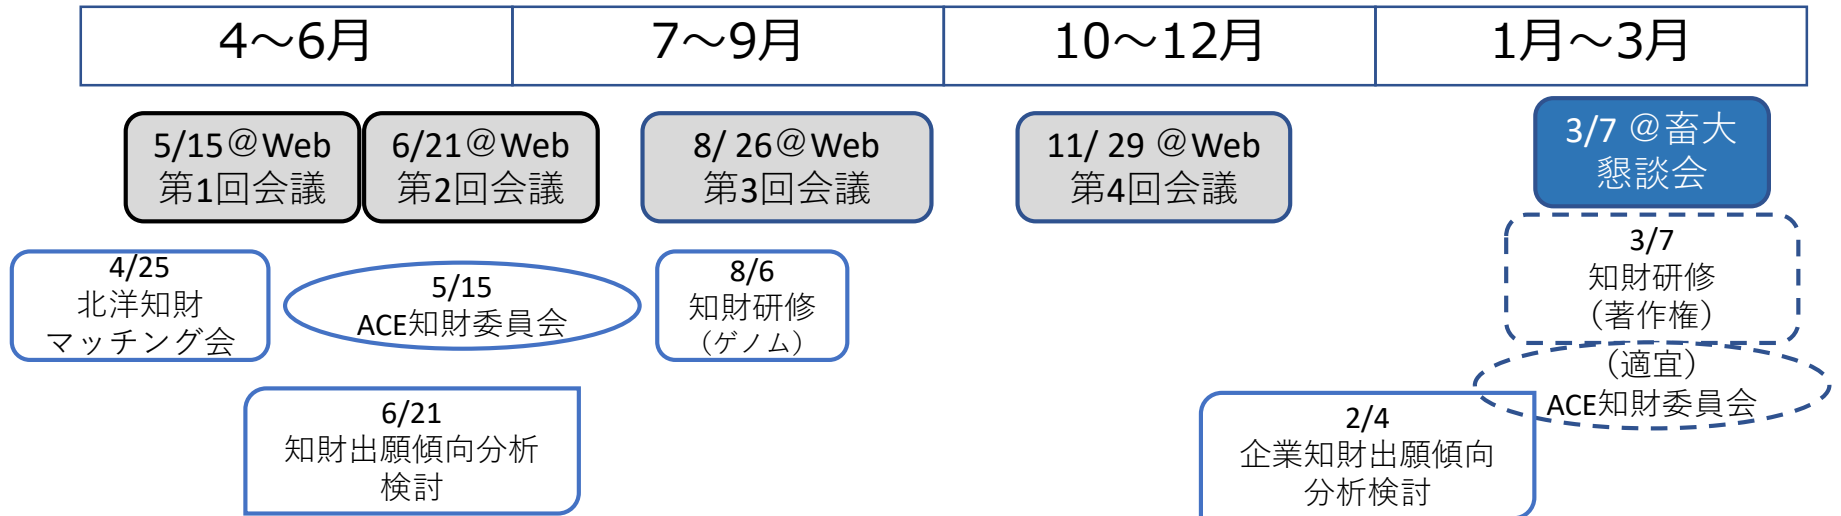 4～6月
7～9月
10～12月
1月～3月
5/15@Web
第1回会議
6/21@Web
第2回会議
8/ 26@Web
第3回会議
11/ 29 @Web
第4回会議
3/7 @畜大
懇談会
4/25
北洋知財
マッチング会
5/15
ACE知財委員会
8/6
知財研修
（ゲノム）
3/7
知財研修
（著作権）
（適宜）
ACE知財委員会
6/21
知財出願傾向分析
検討
2/4
企業知財出願傾向
分析検討